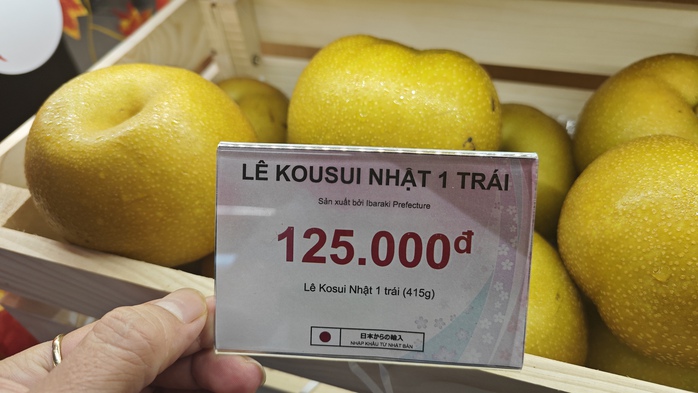 LÊ KOUSUI NHẬT 1 TRÁI
Sản xuất bởi Ibaraki Prefecture
125.000đ
Lê Kosui Nhật 1 trái (415g)
日本からの輸入
NHẬP KHẨU TỪ NHẬT BẢN